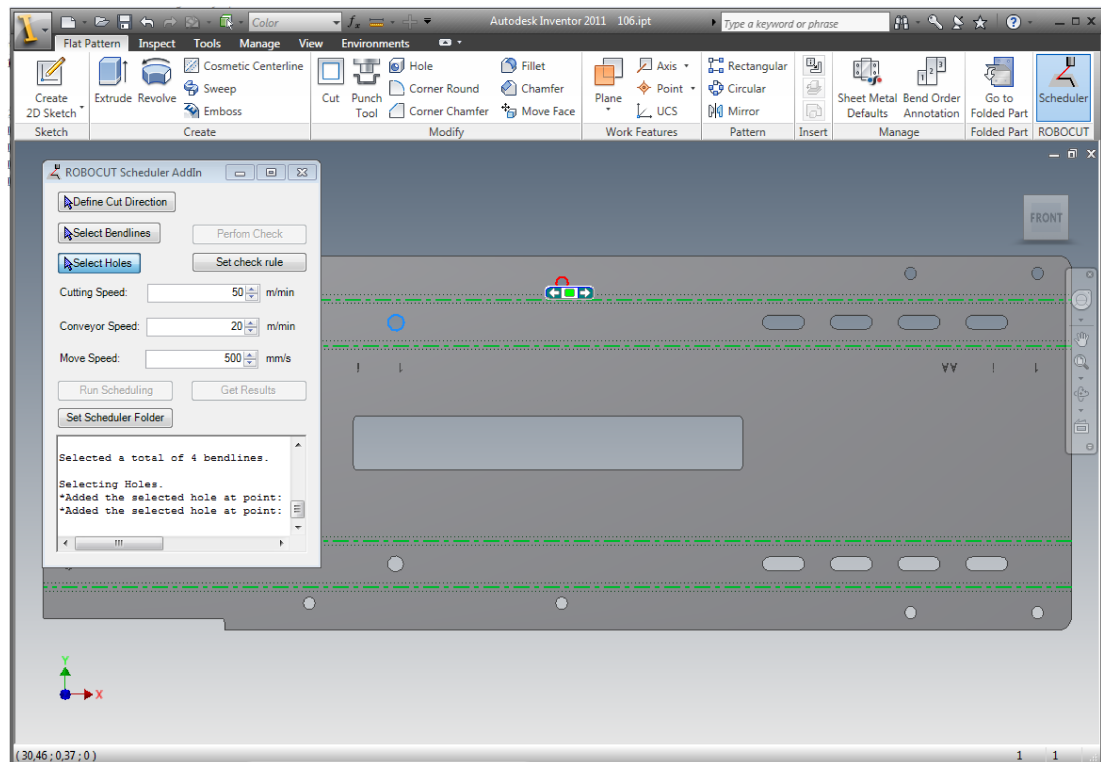 Color
Autodesk Inventor 2011 106.ipt
Type a keyword or phrase
Flat Pattern Inspect Tools Manage View Environments
Create
2D Sketch
Extrude
Revolve
Cosmetic Centerline
Sweep
Emboss
Cut
Punch
Tool
Hole
Corner Round
Corner Chamfer
Fillet
Chamfer
Move Face
Plane
Axis
Point
UCS
Rectangular
Circular
Mirror
Sheet Metal
Defaults
Bend Order
Annotation
Go to
Folded Part
Scheduler
Sketch Create Modify Work Features Pattern Insert Manage Folded Part ROBOCUT
ROBOCUT Scheduler AddIn
Define Cut Direction
Select Bendlines
Perfom Check
Select Holes
Set check rule
Cutting Speed: 50 m/min
Conveyor Speed: 20 m/min
Move Speed: 500 mm/s
Run Scheduling
Get Results
Set Scheduler Folder
Selected a total of 4 bendlines.
Selecting Holes.
*Added the selected hole at point:
*Added the selected hole at point:
FRONT
Y
X
(30,46 ; 0,37 ; 0)
1 1